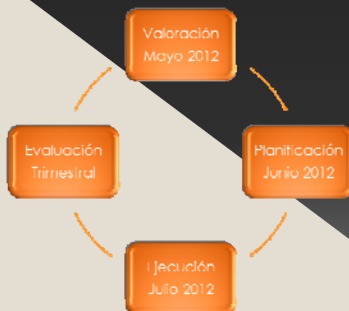 Valoración
Mayo 2012
Planificación
Junio 2012
Ejecución
Julio 2012
Evaluación
Trimestral